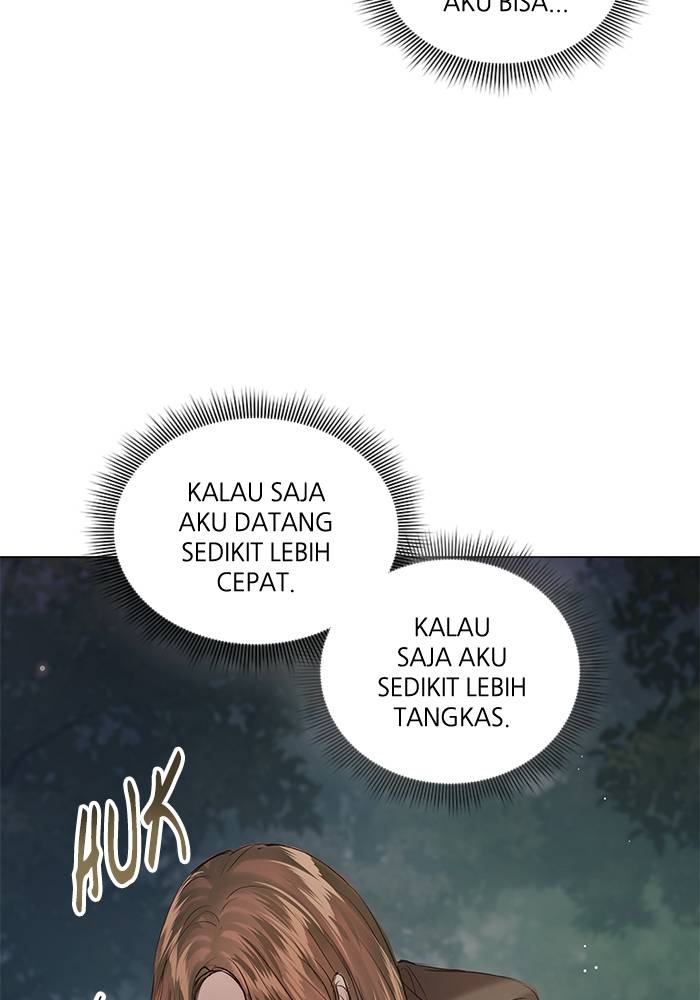 AKU BISA...
KALAU SAJA
AKU DATANG
SEDIKIT LEBIH
CEPAT.
KALAU
SAJA AKU
SEDIKIT LEBIH
TANGKAS.
HUK